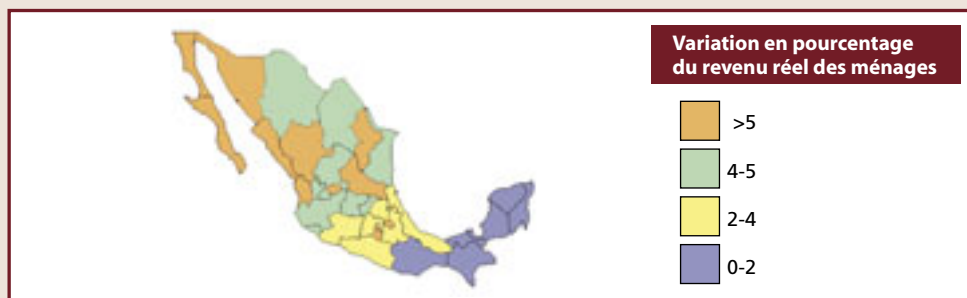 Variation en pourcentage
du revenu réel des ménages
>5
4-5
2-4
0-2